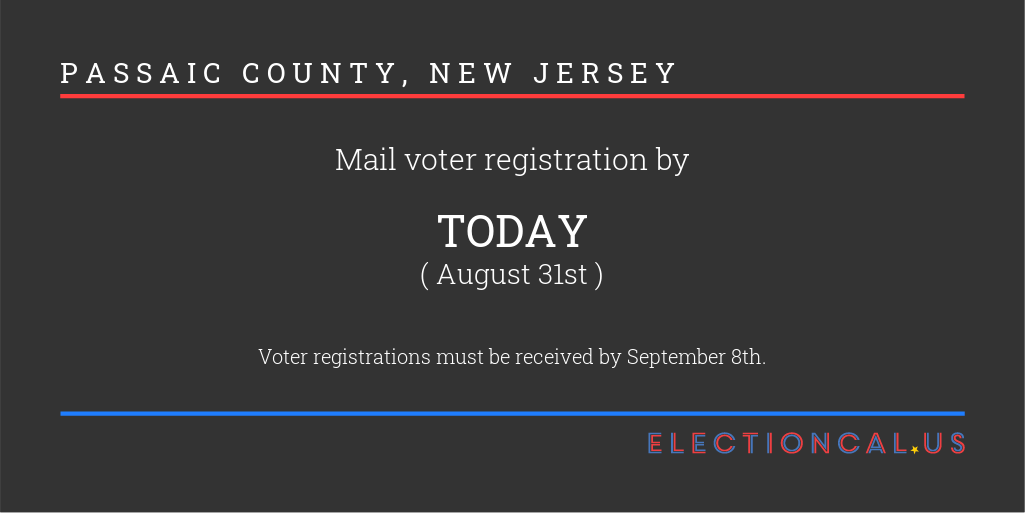 PASSAIC COUNTY, NEW JERSEY
Mail voter registration by
TODAY
( August 31st )
Voter registrations must be received by September 8th.
ELECTIONCAL.US